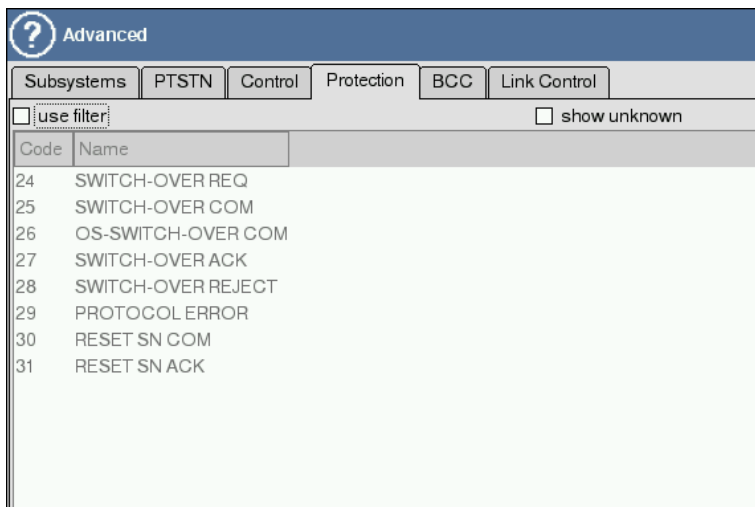 ? Advanced
Subsystems PTSTN Control Protection BCC Link Control
use filter show unknown
Code Name
24 SWITCH-OVER REQ
25 SWITCH-OVER COM
26 OS-SWITCH-OVER COM
27 SWITCH-OVER ACK
28 SWITCH-OVER REJECT
29 PROTOCOL ERROR
30 RESET SN COM
31 RESET SN ACK